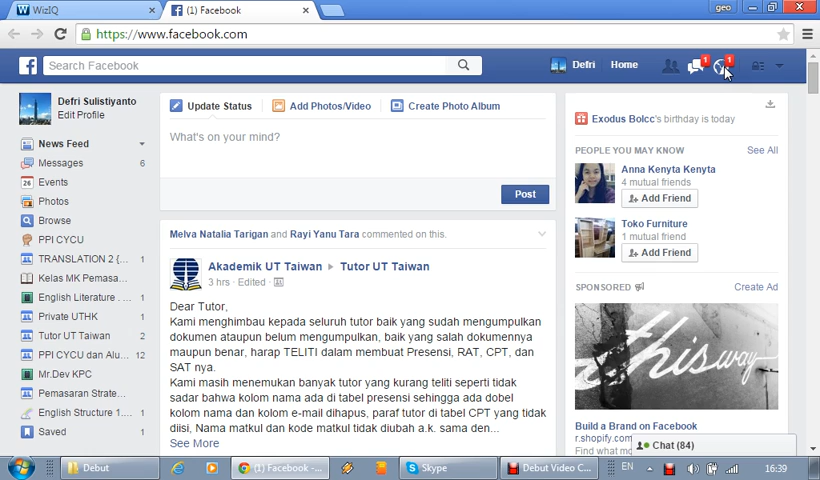 WizIQ
(1) Facebook
geo
https://www.facebook.com
Search Facebook
Defri
Home
1
1
Defri Sulistiyanto
Edit Profile
News Feed
Messages 6
Events
26
Photos
Browse
PPI CYCU
TRANSLATION 2 {... 1
Kelas MK Pemasa...
English Literature . ... 1
Private UTHK 1
Tutor UT Taiwan 2
PPI CYCU dan Alu... 12
Mr.Dev KPC
Pemasaran Strate...
English Structure 1.... 1
Saved 1
Update Status
Add Photos/Video
Create Photo Album
What's on your mind?
Post
Melva Natalia Tarigan and Rayi Yanu Tara commented on this.
Akademik UT Taiwan ▸ Tutor UT Taiwan
3 hrs · Edited ·
Dear Tutor,
Kami menghimbau kepada seluruh tutor baik yang sudah mengumpulkan
dokumen ataupun belum mengumpulkan, baik yang salah dokumennya
maupun benar, harap TELITI dalam membuat Presensi, RAT, CPT, dan
SAT nya.
Kami masih menemukan banyak tutor yang kurang teliti seperti tidak
sadar bahwa kolom nama ada di tabel presensi sehingga ada dobel
kolom nama dan kolom e-mail dihapus, paraf tutor di tabel CPT yang tidak
diisi, Nama matkul dan kode matkul tidak diubah a.k. sama den...
See More
Exodus Bolcc's birthday is today
PEOPLE YOU MAY KNOW See All
Anna Kenyta Kenyta
4 mutual friends
Add Friend
Toko Furniture
1 mutual friend
Add Friend
SPONSORED Create Ad
this way
Build a Brand on Facebook
r.shopify.com
Find what mo
Chat (84)
Debut
(1) Facebook -...
Skype
Debut Video C...
EN
16:39